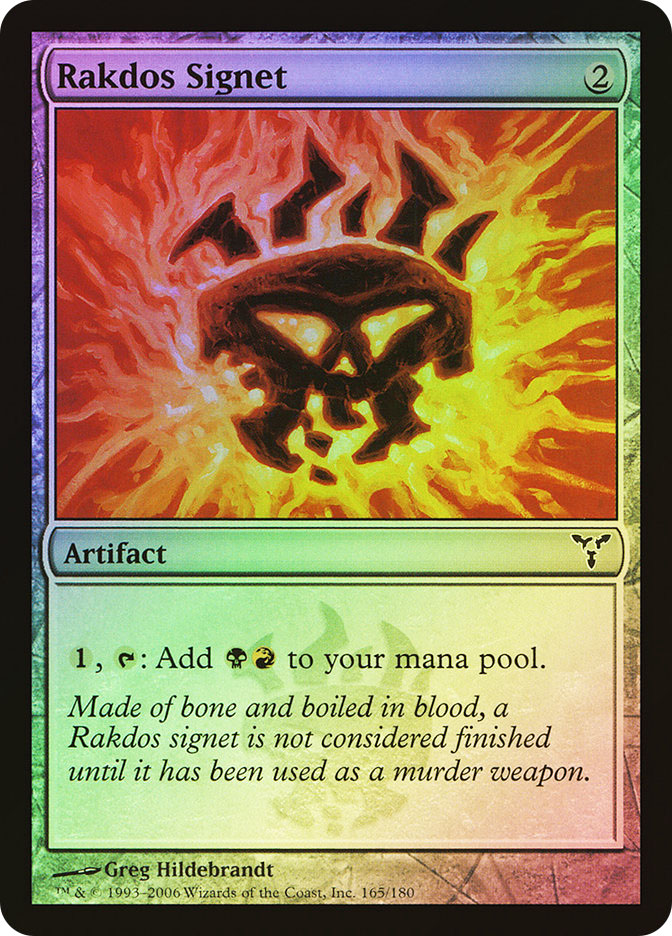 Rakdos Signet 2
Artifact
1, : Add to your mana pool.
Made of bone and boiled in blood, a
Rakdos signet is not considered finished
until it has been used as a murder weapon.
Greg Hildebrandt
™ & © 1993–2006 Wizards of the Coast, Inc. 165/180